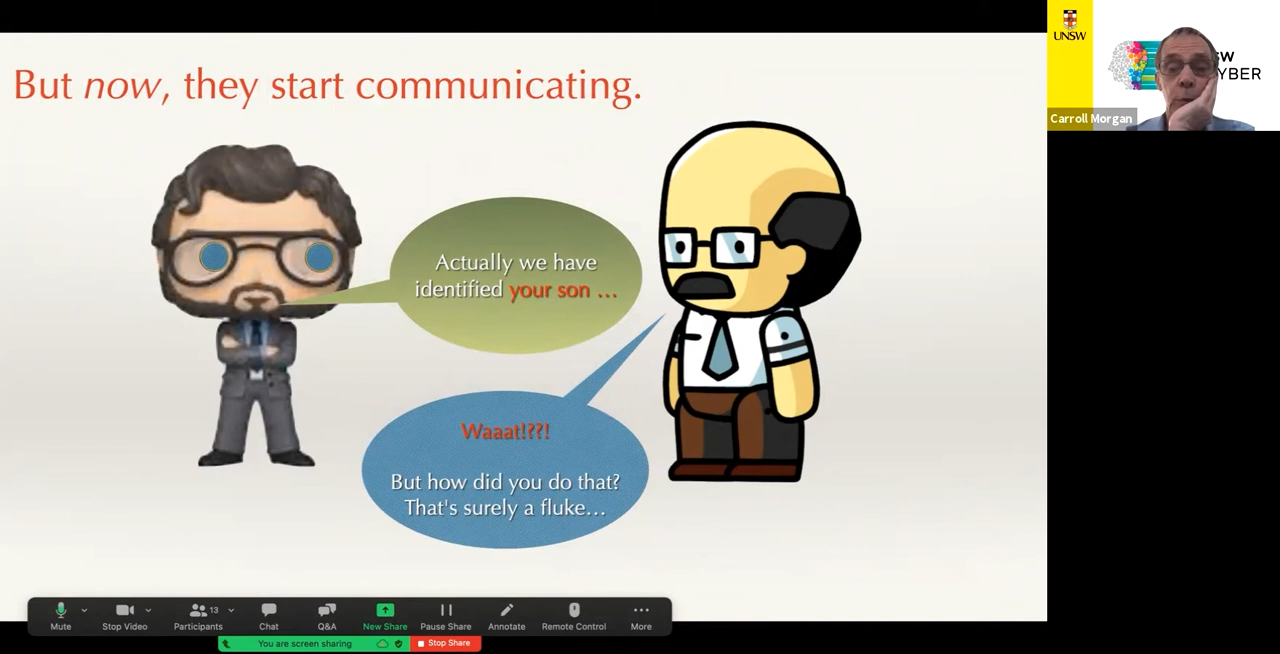 But now, they start communicating.
Actually we have
identified your son ...
Waaat!??!
But how did you do that?
That's surely a fluke...
UNSW
SW
YBER
Carroll Morgan
Mute
Stop Video
13
Participants
Chat
Q&A
New Share
Pause Share
Annotate
Remote Control
More
You are screen sharing
Stop Share